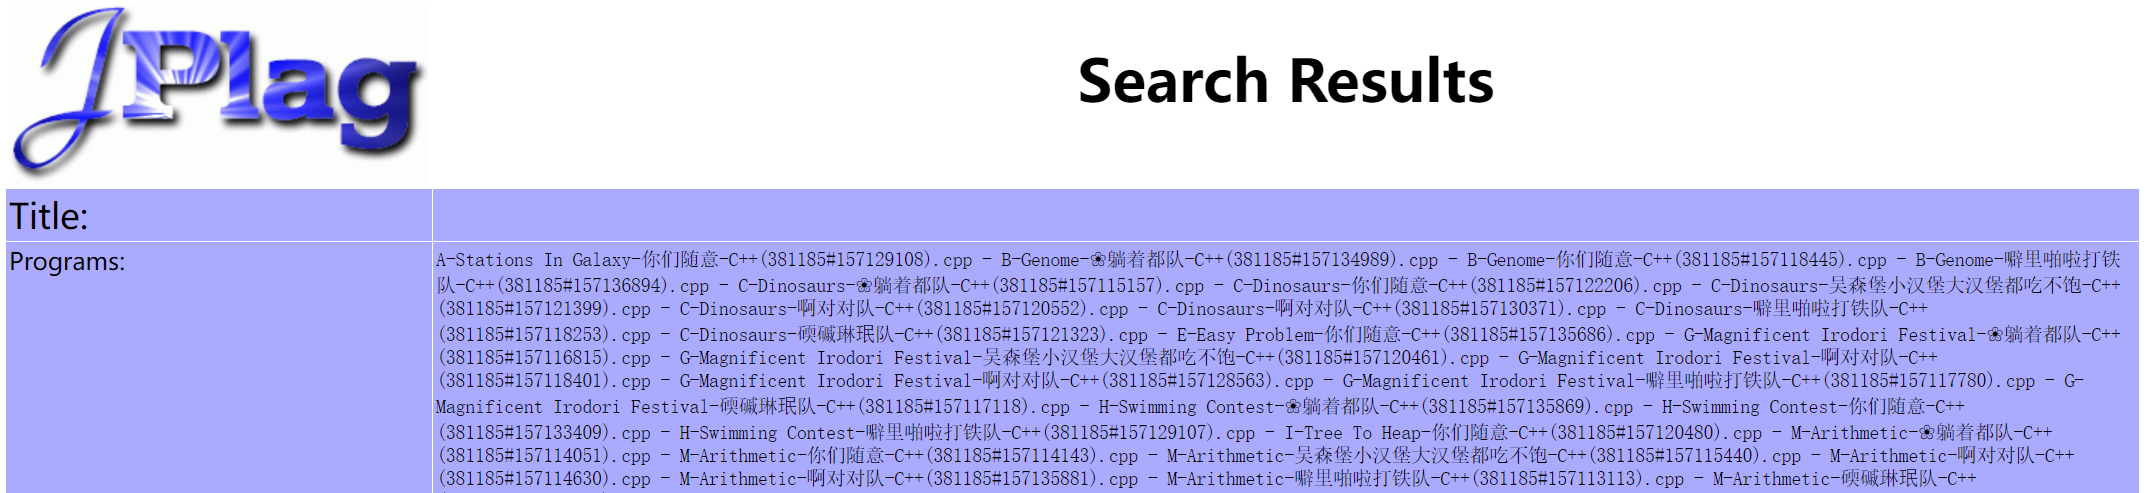 JPlag
Search Results
Title:
Programs:
A-Stations In Galaxy-你们随意-C++(381185#157129108).cpp - B-Genome-❀躺着都队-C++(381185#157134989).cpp - B-Genome-你们随意-C++(381185#157118445).cpp - B-Genome-噼里啪啦打铁
队-C++(381185#157136894).cpp - C-Dinosaurs-❀躺着都队-C++(381185#157115157).cpp - C-Dinosaurs-你们随意-C++(381185#157122206).cpp - C-Dinosaurs-吴森堡小汉堡大汉堡都吃不饱-C++
(381185#157121399).cpp - C-Dinosaurs-啊对对队-C++(381185#157120552).cpp - C-Dinosaurs-啊对对队-C++(381185#157130371).cpp - C-Dinosaurs-噼里啪啦打铁队-C++
(381185#157118253).cpp - C-Dinosaurs-碝碱琳珉队-C++(381185#157121323).cpp - E-Easy Problem-你们随意-C++(381185#157135686).cpp - G-Magnificent Irodori Festival-❀躺着都队-C++
(381185#157116815).cpp - G-Magnificent Irodori Festival-吴森堡小汉堡大汉堡都吃不饱-C++(381185#157120461).cpp - G-Magnificent Irodori Festival-啊对对队-C++
(381185#157118401).cpp - G-Magnificent Irodori Festival-啊对对队-C++(381185#157128563).cpp - G-Magnificent Irodori Festival-噼里啪啦打铁队-C++(381185#157117780).cpp - G-
Magnificent Irodori Festival-碝碱琳珉队-C++(381185#157117118).cpp - H-Swimming Contest-❀躺着都队-C++(381185#157135869).cpp - H-Swimming Contest-你们随意-C++
(381185#157133409).cpp - H-Swimming Contest-噼里啪啦打铁队-C++(381185#157129107).cpp - I-Tree To Heap-你们随意-C++(381185#157120480).cpp - M-Arithmetic-❀躺着都队-C++
(381185#157114051).cpp - M-Arithmetic-你们随意-C++(381185#157114143).cpp - M-Arithmetic-吴森堡小汉堡大汉堡都吃不饱-C++(381185#157115440).cpp - M-Arithmetic-啊对对队-C++
(381185#157114630).cpp - M-Arithmetic-啊对对队-C++(381185#157135881).cpp - M-Arithmetic-噼里啪啦打铁队-C++(381185#157113113).cpp - M-Arithmetic-碝碱琳珉队-C++